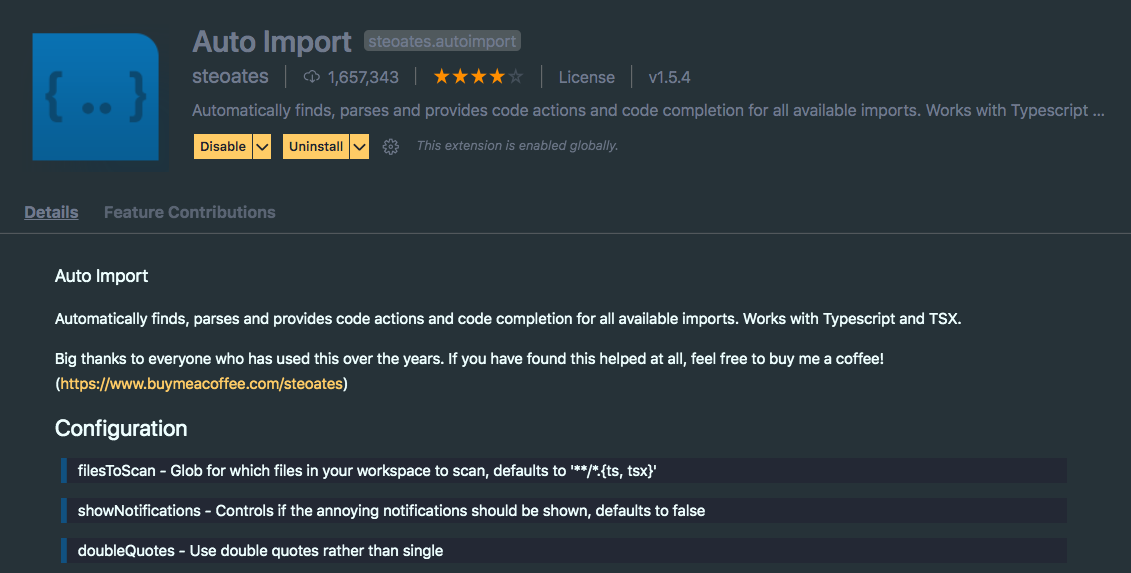 Auto Import steoates.autoimport
steoates 1,657,343 License v1.5.4
Automatically finds, parses and provides code actions and code completion for all available imports. Works with Typescript ...
Disable Uninstall This extension is enabled globally.
Details Feature Contributions
Auto Import
Automatically finds, parses and provides code actions and code completion for all available imports. Works with Typescript and TSX.
Big thanks to everyone who has used this over the years. If you have found this helped at all, feel free to buy me a coffee!
(https://www.buymeacoffee.com/steoates)
Configuration
filesToScan - Glob for which files in your workspace to scan, defaults to '**/*.{ts, tsx}'
showNotifications - Controls if the annoying notifications should be shown, defaults to false
doubleQuotes - Use double quotes rather than single